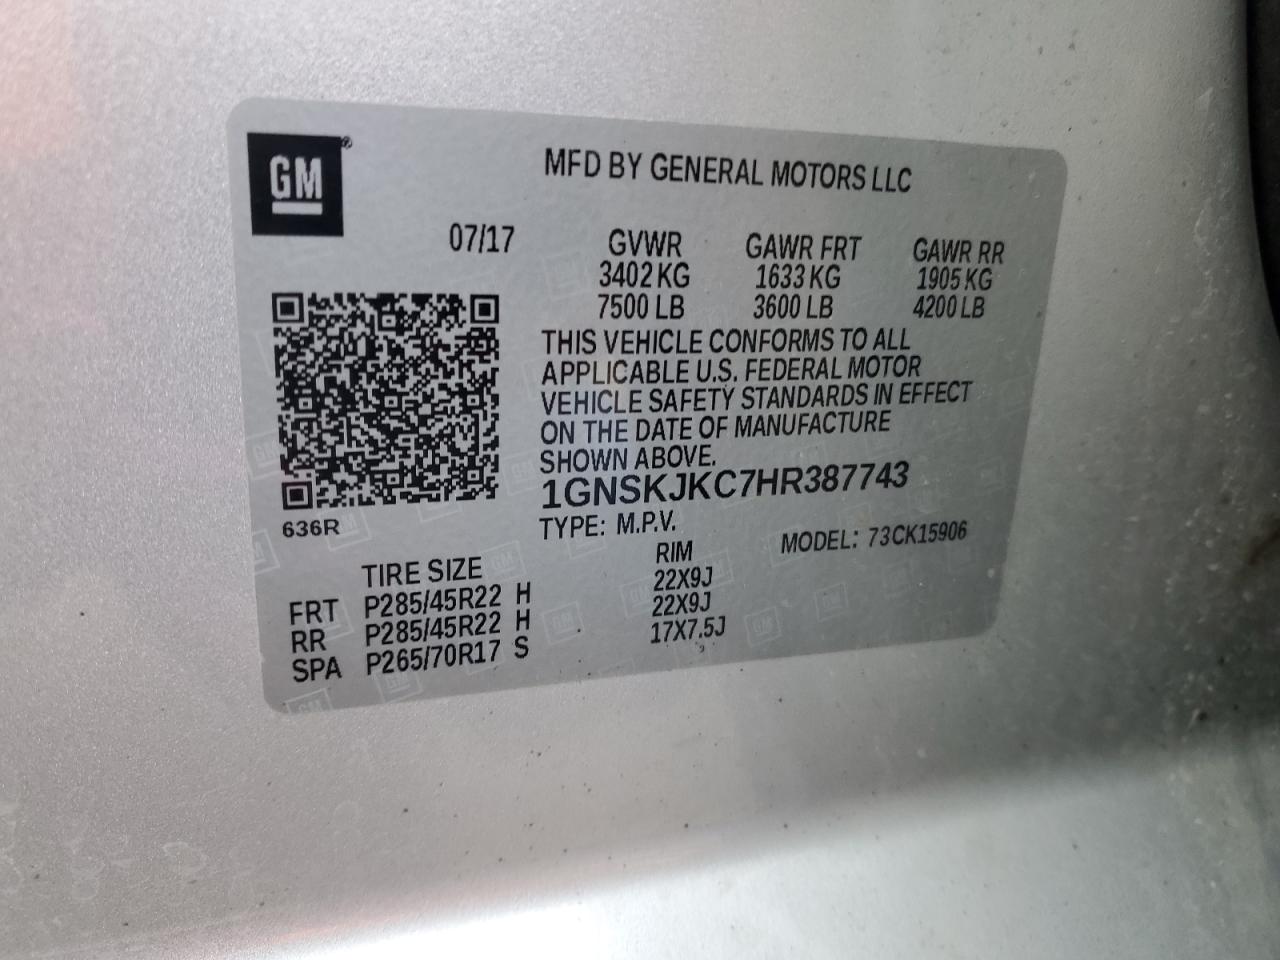 GM®
MFD BY GENERAL MOTORS LLC
07/17 GVWR GAWR FRT GAWR RR
3402 KG 1633 KG 1905 KG
7500 LB 3600 LB 4200 LB
THIS VEHICLE CONFORMS TO ALL
APPLICABLE U.S. FEDERAL MOTOR
VEHICLE SAFETY STANDARDS IN EFFECT
ON THE DATE OF MANUFACTURE
SHOWN ABOVE.
1GNSKJKC7HR387743
636R
TYPE: M.P.V. MODEL: 73CK15906
TIRE SIZE RIM
FRT P285/45R22 H 22X9J
RR P285/45R22 H 22X9J
SPA P265/70R17 S 17X7.5J